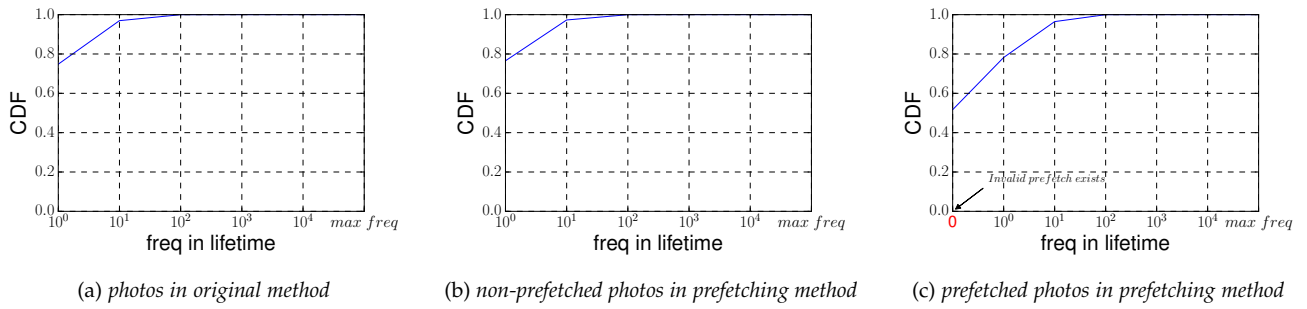 1.0
0.8
0.6
0.4
0.2
0.0
CDF
10^0 10^1 10^2 10^3 10^4 max freq
freq in lifetime
(a) photos in original method
1.0
0.8
0.6
0.4
0.2
0.0
CDF
10^0 10^1 10^2 10^3 10^4 max freq
freq in lifetime
(b) non-prefetched photos in prefetching method
1.0
0.8
0.6
0.4
0.2
0.0
CDF
Invalid prefetch exists
0 10^0 10^1 10^2 10^3 10^4 max freq
freq in lifetime
(c) prefetched photos in prefetching method